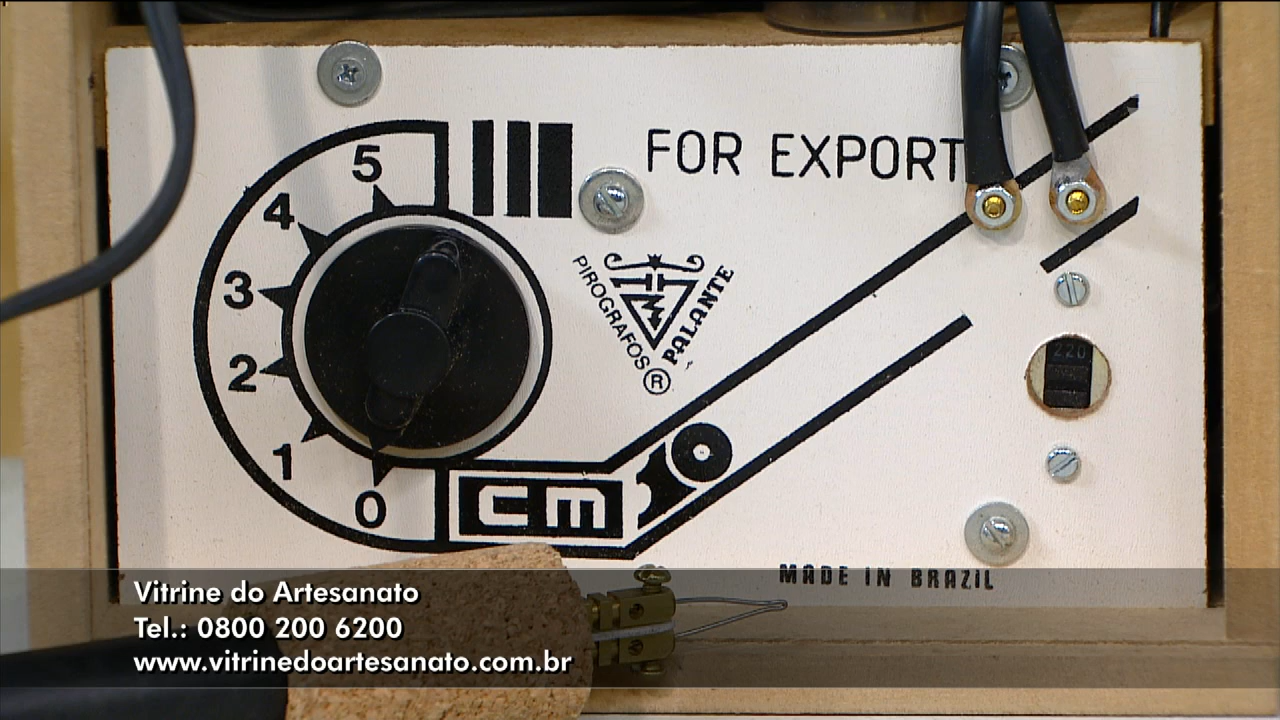 FOR EXPORT
5
4
3
2
1
0
PIROGRAFOS PALANTE
®
220
cm
MADE IN BRAZIL
Vitrine do Artesanato
Tel.: 0800 200 6200
www.vitrinedoartesanato.com.br